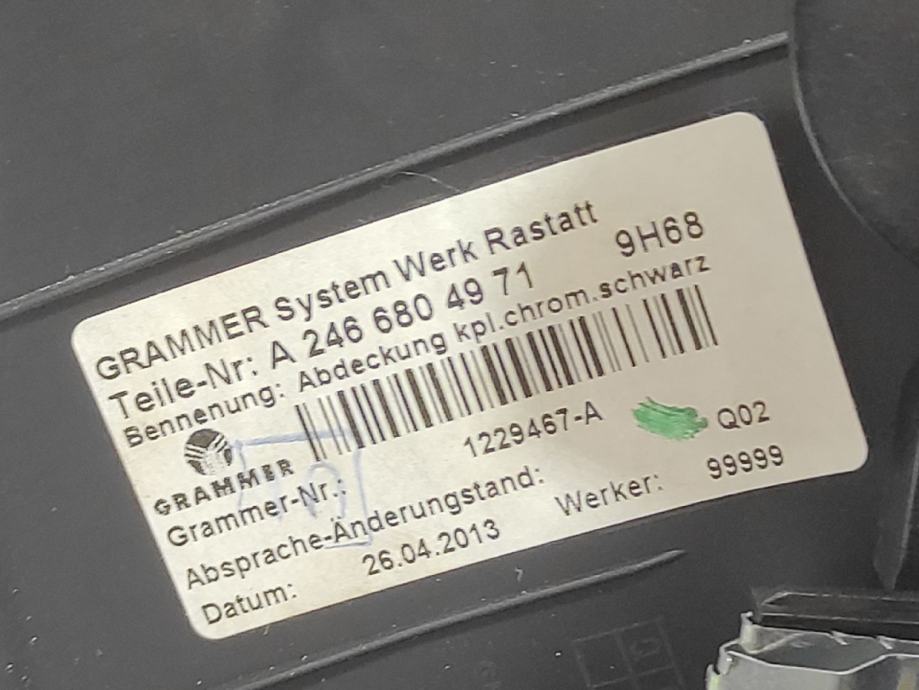 GRAMMER System Werk Rastatt
Teile-Nr: A 246 680 49 71 9H68
Bennenung: Abdeckung kpl.chrom.schwarz
GRAMMER
Grammer-Nr.: 1229467-A Q02
Absprache-Änderungstand:
Datum: 26.04.2013 Werker: 99999